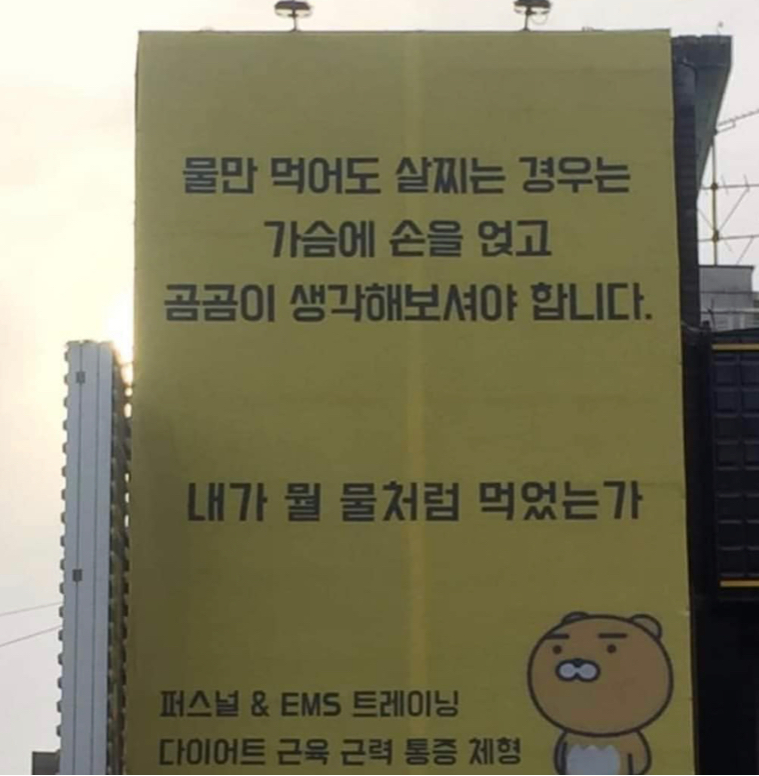 물만 먹어도 살찌는 경우는
가슴에 손을 얹고
곰곰이 생각해보셔야 합니다.
내가 뭘 물처럼 먹었는가
퍼스널 & EMS 트레이닝
다이어트 근육 근력 통증 체형